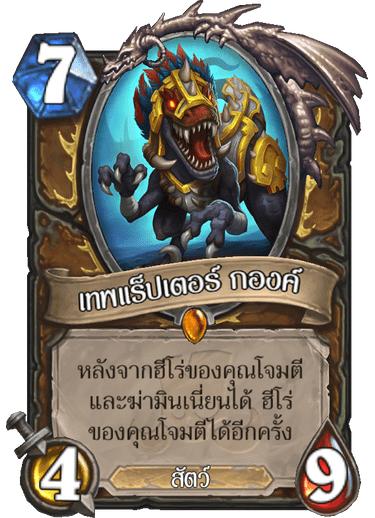 7
เทพแร็ปเตอร์ กองค์
หลังจากฮีโร่ของคุณโจมตี
และฆ่ามินเนี่ยนได้ ฮีโร่
ของคุณโจมตีได้อีกครั้ง
4
สัตว์
9